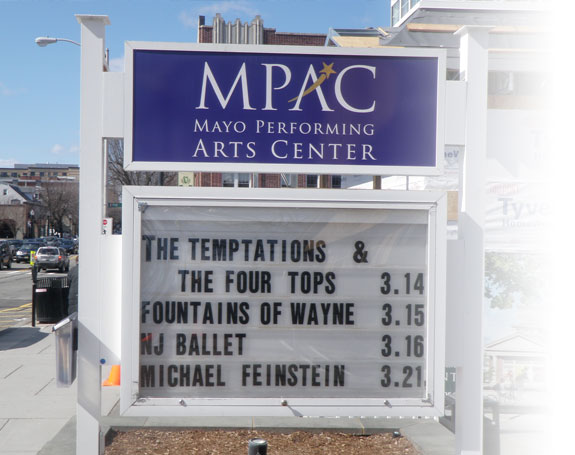 MPAC
MAYO PERFORMING
ARTS CENTER
THE TEMPTATIONS &
THE FOUR TOPS 3.14
FOUNTAINS OF WAYNE 3.15
NJ BALLET 3.16
MICHAEL FEINSTEIN 3.21